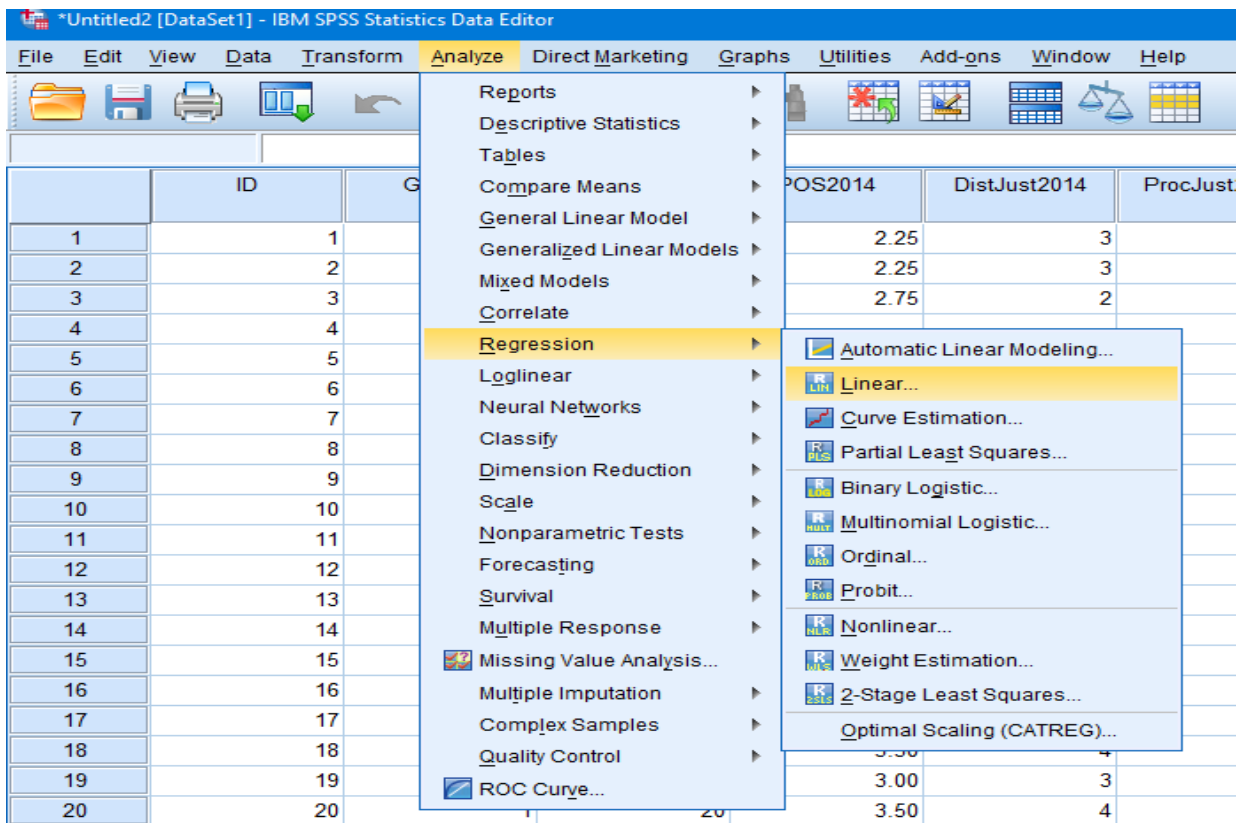 *Untitled2 [DataSet1] - IBM SPSS Statistics Data Editor
File Edit View Data Transform Analyze Direct Marketing Graphs Utilities Add-ons Window Help
Reports
Descriptive Statistics
Tables
Compare Means
General Linear Model
Generalized Linear Models
Mixed Models
Correlate
Regression
Loglinear
Neural Networks
Classify
Dimension Reduction
Scale
Nonparametric Tests
Forecasting
Survival
Multiple Response
Missing Value Analysis...
Multiple Imputation
Complex Samples
Quality Control
ROC Curve...
Automatic Linear Modeling...
Linear...
Curve Estimation...
Partial Least Squares...
Binary Logistic...
Multinomial Logistic...
Ordinal...
Probit...
Nonlinear...
Weight Estimation...
2-Stage Least Squares...
Optimal Scaling (CATREG)...
ID G POS2014 DistJust2014 ProcJust
1 1 2.25 3
2 2 2.25 3
3 3 2.75 2
4 4
5 5
6 6
7 7
8 8
9 9
10 10
11 11
12 12
13 13
14 14
15 15
16 16
17 17
18 18
19 19 3.00 3
20 20 3.50 4